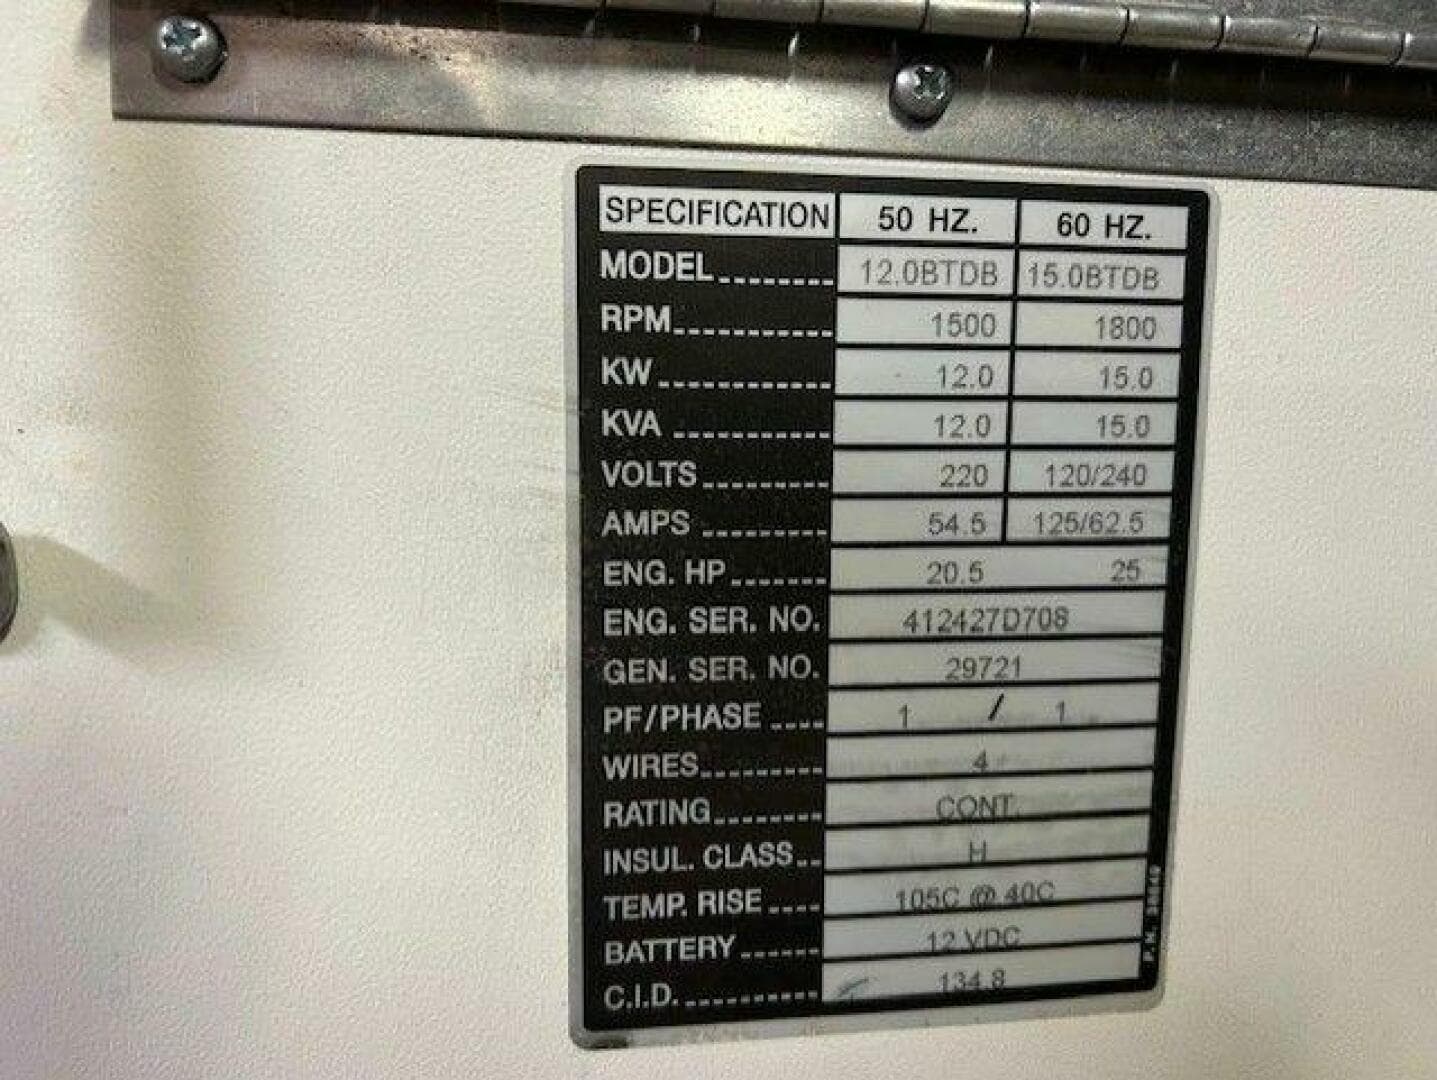 SPECIFICATION 50 HZ. 60 HZ.
MODEL 12.0BTDB 15.0BTDB
RPM 1500 1800
KW 12.0 15.0
KVA 12.0 15.0
VOLTS 220 120/240
AMPS 54.5 125/62.5
ENG. HP 20.5 25
ENG. SER. NO. 412427D708
GEN. SER. NO. 29721
PF/PHASE 1 / 1
WIRES 4
RATING CONT.
INSUL. CLASS H
TEMP. RISE 105C @ 40C
BATTERY 12 VDC
C.I.D. 134.8
P.N.